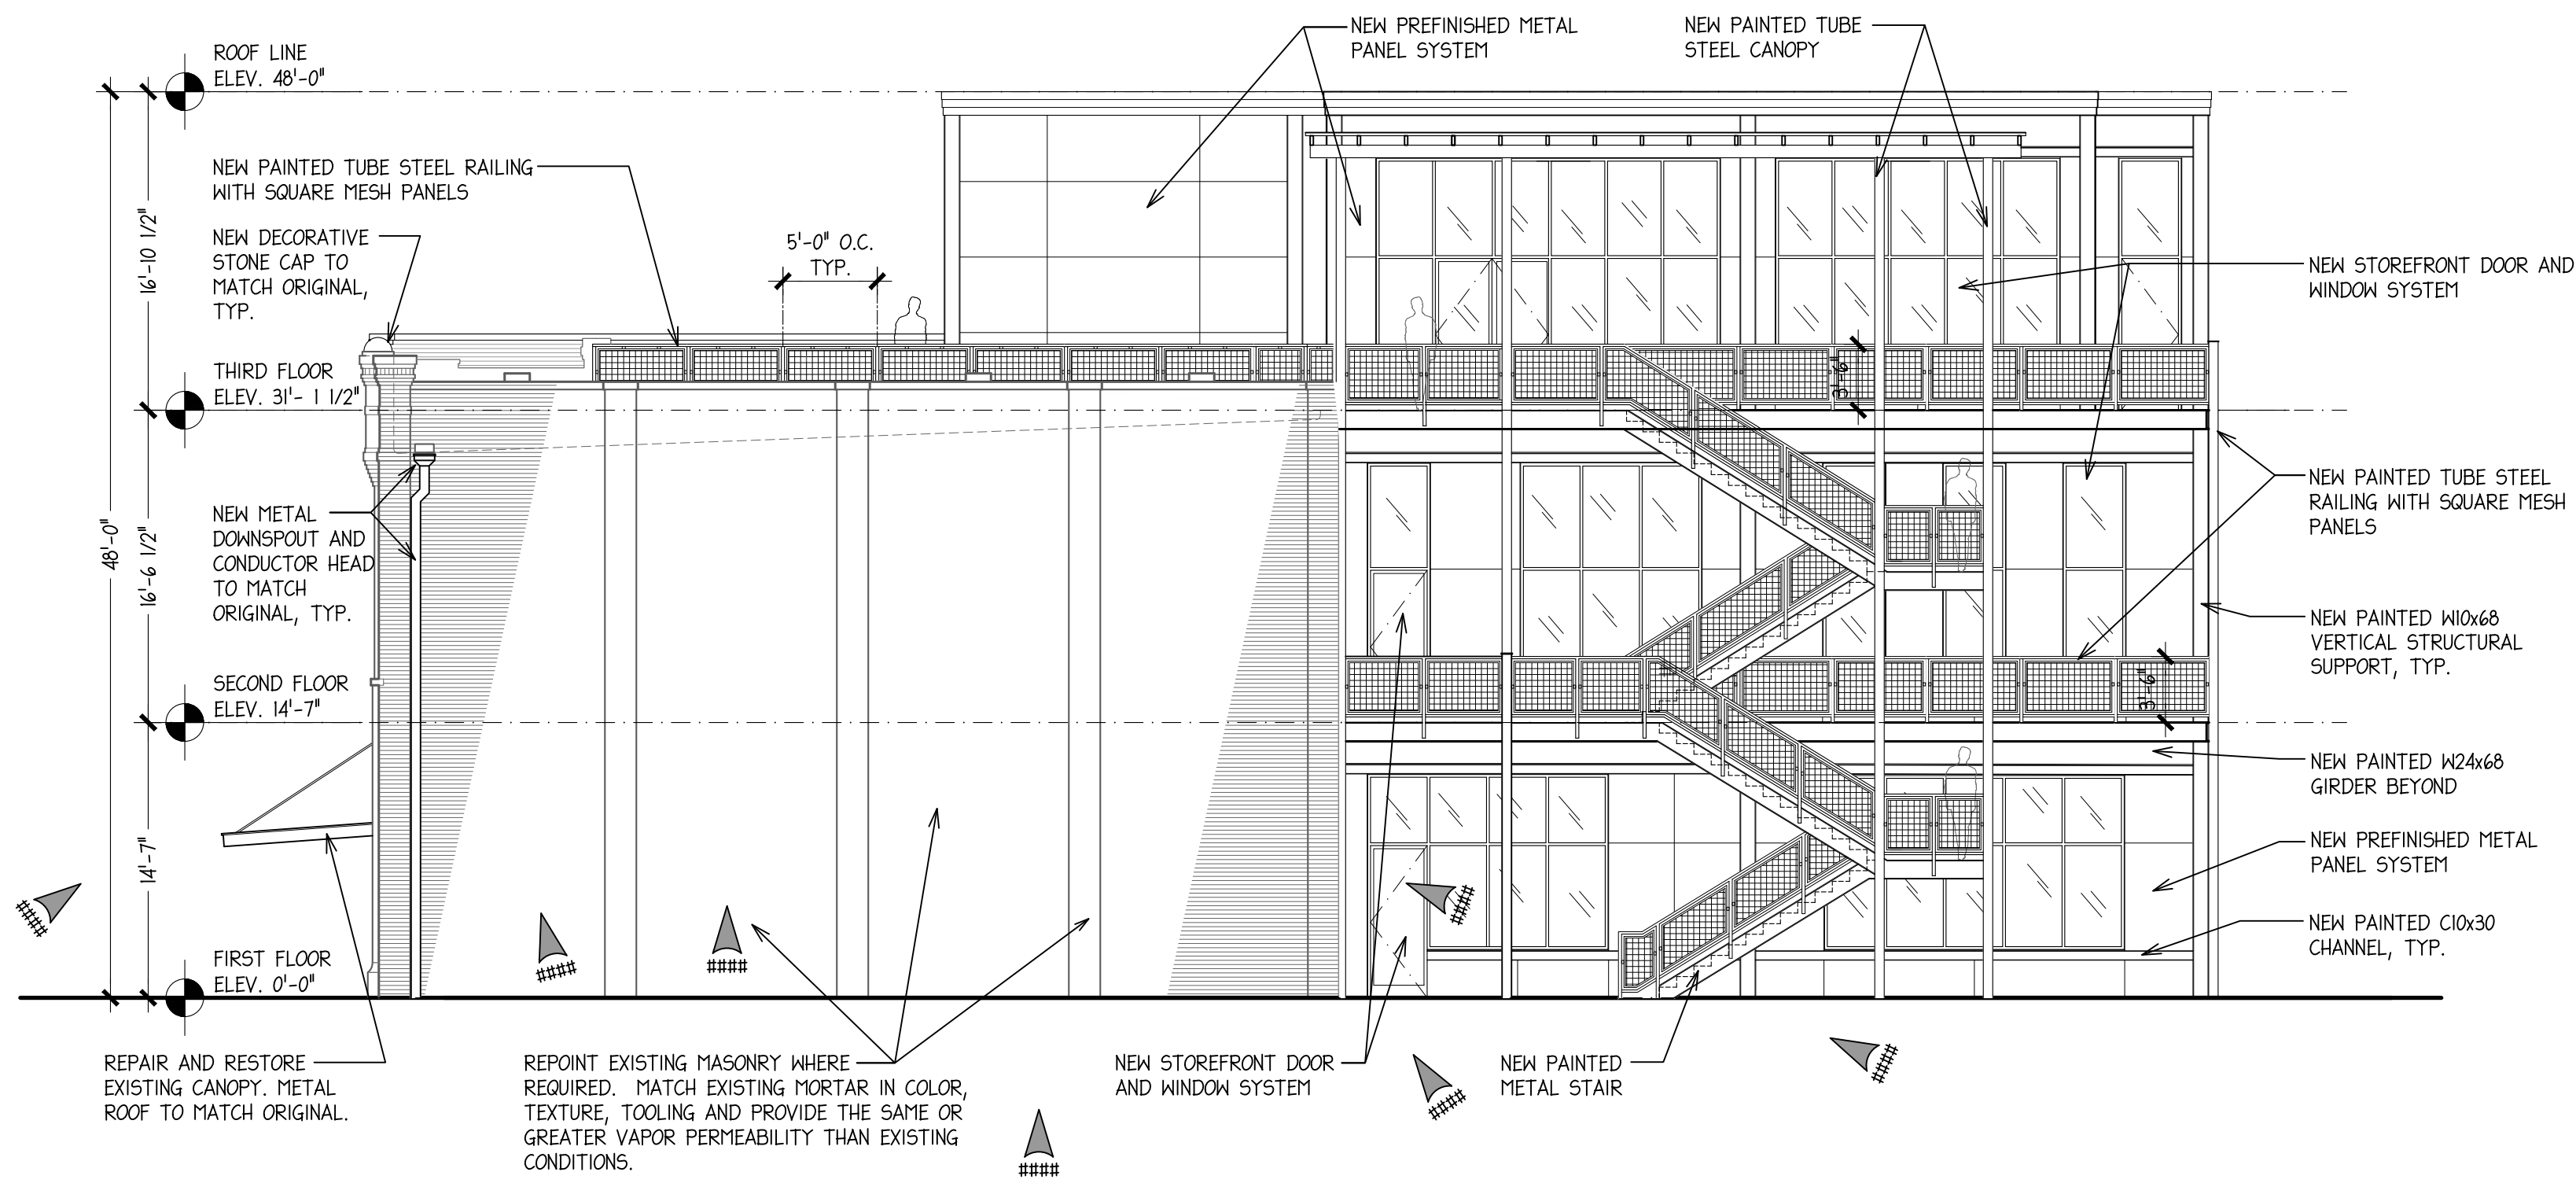 NEW PREFINISHED METAL
PANEL SYSTEM
NEW PAINTED TUBE
STEEL CANOPY
ROOF LINE
ELEV. 48'-0"
NEW PAINTED TUBE STEEL RAILING
WITH SQUARE MESH PANELS
NEW DECORATIVE
STONE CAP TO
MATCH ORIGINAL,
TYP.
5'-0" O.C.
TYP.
16'-10 1/2"
THIRD FLOOR
ELEV. 31'- 1 1/2"
NEW METAL
DOWNSPOUT AND
CONDUCTOR HEAD
TO MATCH
ORIGINAL, TYP.
48'-0"
16'-6 1/2"
SECOND FLOOR
ELEV. 14'-7"
14'-7"
FIRST FLOOR
ELEV. 0'-0"
3'-6"
3'-6"
NEW STOREFRONT DOOR AND
WINDOW SYSTEM
NEW PAINTED TUBE STEEL
RAILING WITH SQUARE MESH
PANELS
NEW PAINTED W10x68
VERTICAL STRUCTURAL
SUPPORT, TYP.
NEW PAINTED W24x68
GIRDER BEYOND
NEW PREFINISHED METAL
PANEL SYSTEM
NEW PAINTED C10x30
CHANNEL, TYP.
####
####
####
####
####
####
####
REPAIR AND RESTORE
EXISTING CANOPY. METAL
ROOF TO MATCH ORIGINAL.
REPOINT EXISTING MASONRY WHERE
REQUIRED. MATCH EXISTING MORTAR IN COLOR,
TEXTURE, TOOLING AND PROVIDE THE SAME OR
GREATER VAPOR PERMEABILITY THAN EXISTING
CONDITIONS.
NEW STOREFRONT DOOR
AND WINDOW SYSTEM
NEW PAINTED
METAL STAIR